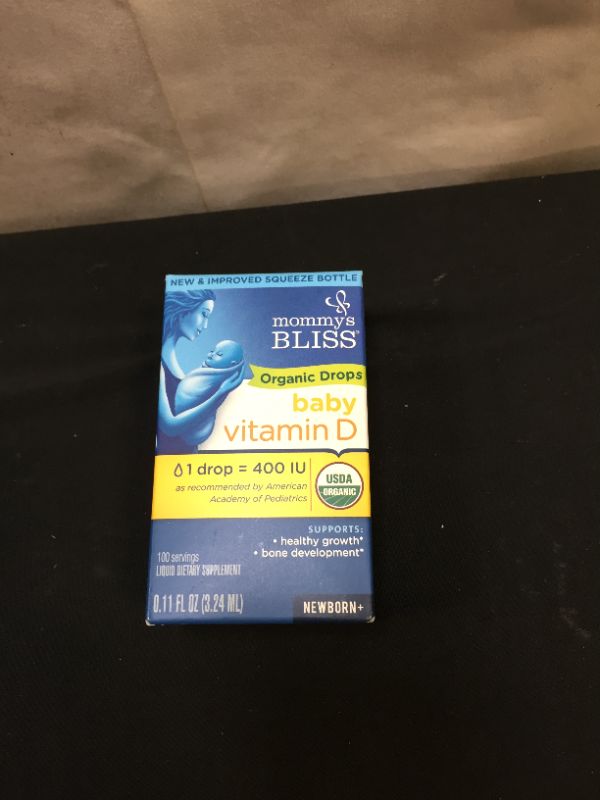 NEW & IMPROVED SQUEEZE BOTTLE
mommy's
BLISS
Organic Drops
baby
vitamin D
1 drop = 400 IU
as recommended by American
Academy of Pediatrics
USDA
ORGANIC
SUPPORTS:
• healthy growth*
• bone development*
100 servings
LIQUID DIETARY SUPPLEMENT
0.11 FL OZ (3.24 ML)
NEWBORN+